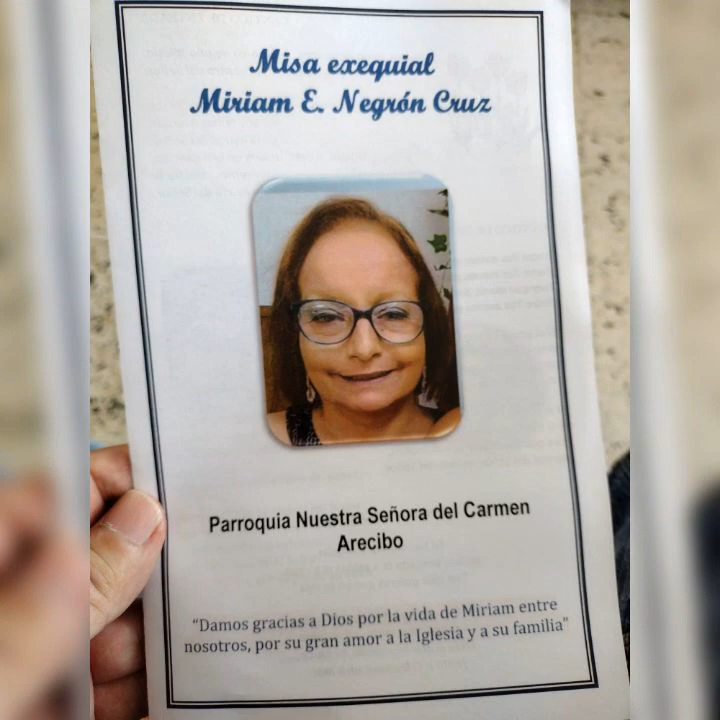 Misa exequial
Miriam E. Negrón Cruz
Parroquia Nuestra Señora del Carmen
Arecibo
“Damos gracias a Dios por la vida de Miriam entre
nosotros, por su gran amor a la Iglesia y a su familia”